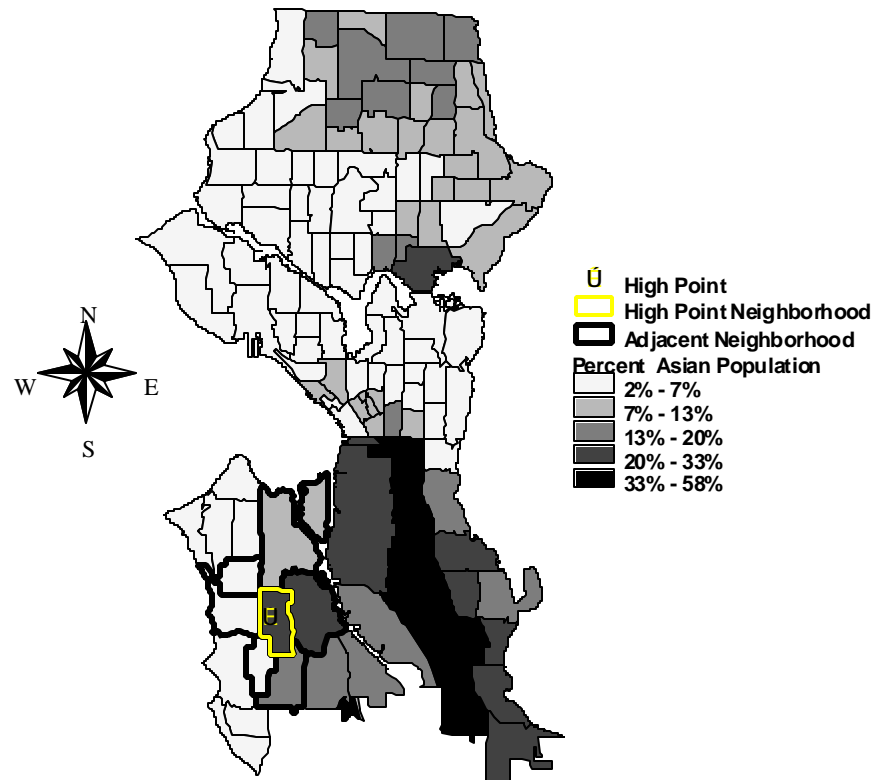 N
W
E
S
Ú
Ú High Point
High Point Neighborhood
Adjacent Neighborhood
Percent Asian Population
2% - 7%
7% - 13%
13% - 20%
20% - 33%
33% - 58%